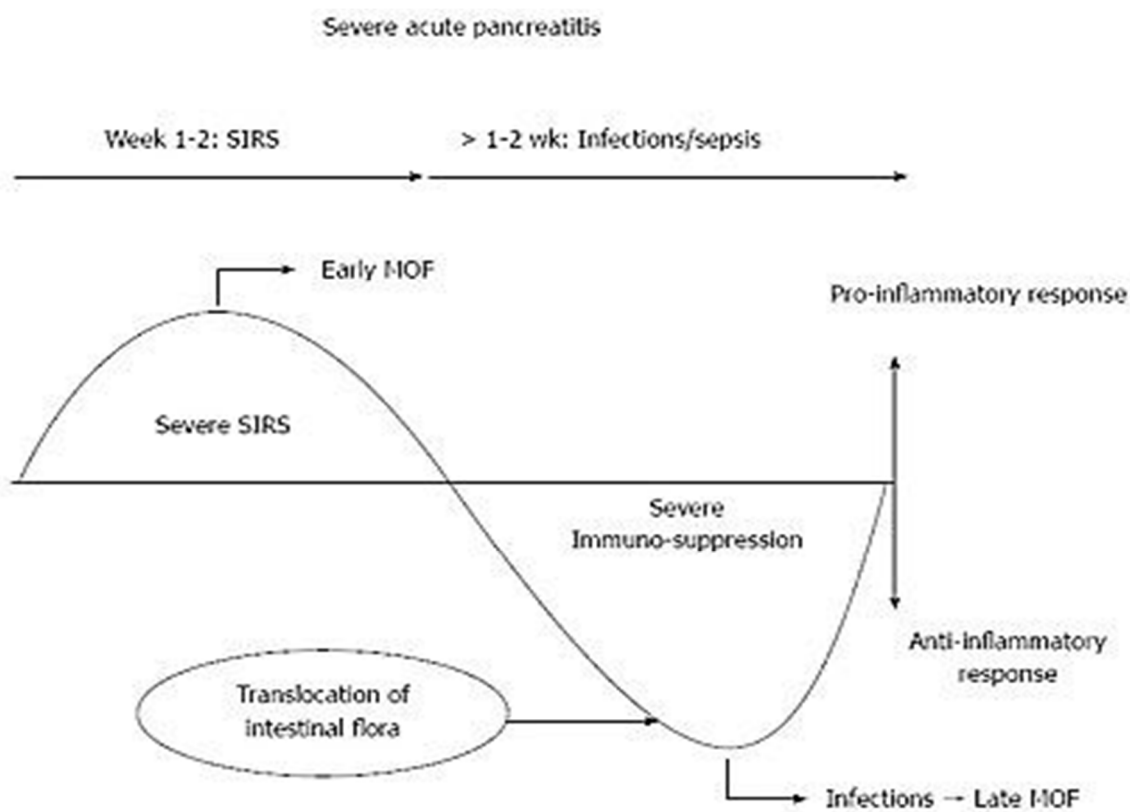 Severe acute pancreatitis
Week 1-2: SIRS
> 1-2 wk: Infections/sepsis
Early MOF
Pro-inflammatory response
Severe SIRS
Severe
Immuno-suppression
Anti-inflammatory
response
Translocation of
intestinal flora
Infections → Late MOF